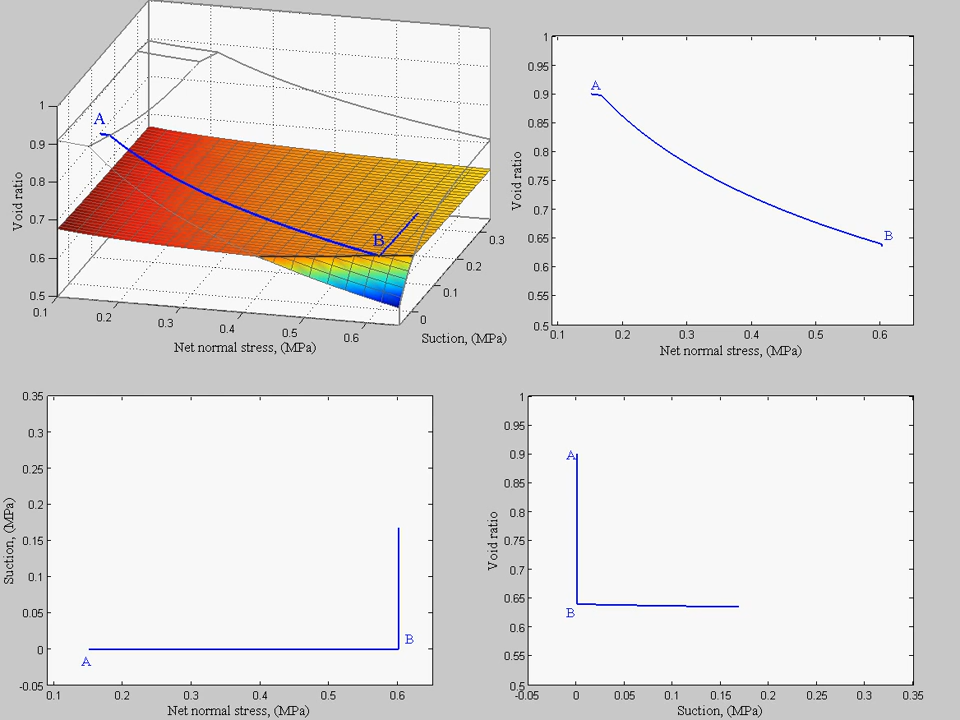 A
B
1
0.9
0.8
0.7
0.6
0.5
Void ratio
0.1
0.2
0.3
0.4
0.5
0.6
Net normal stress, (MPa)
0
0.1
0.2
0.3
Suction, (MPa)
A
B
1
0.95
0.9
0.85
0.8
0.75
0.7
0.65
0.6
0.55
0.5
Void ratio
0.1 0.2 0.3 0.4 0.5 0.6
Net normal stress, (MPa)
0.35
0.3
0.25
0.2
0.15
0.1
0.05
0
-0.05
Suction, (MPa)
A
B
0.1 0.2 0.3 0.4 0.5 0.6
Net normal stress, (MPa)
1
0.95
0.9
0.85
0.8
0.75
0.7
0.65
0.6
0.55
0.5
Void ratio
A
B
-0.05 0 0.05 0.1 0.15 0.2 0.25 0.3 0.35
Suction, (MPa)